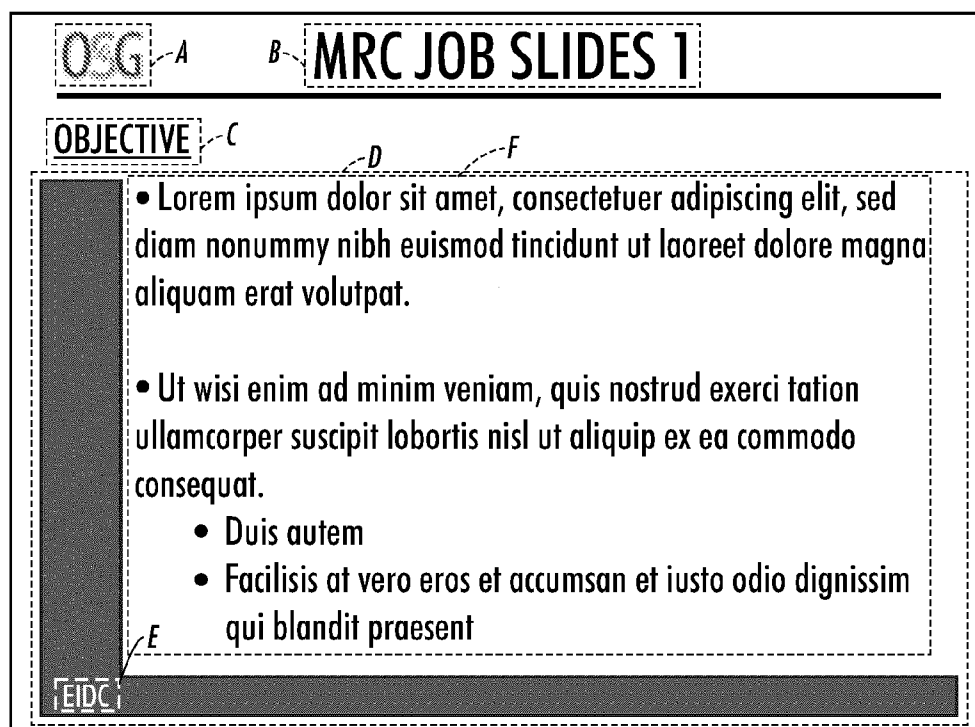 OSG A B MRC JOB SLIDES 1
OBJECTIVE C
D F
• Lorem ipsum dolor sit amet, consectetuer adipiscing elit, sed
diam nonummy nibh euismod tincidunt ut laoreet dolore magna
aliquam erat volutpat.
• Ut wisi enim ad minim veniam, quis nostrud exerci tation
ullamcorper suscipit lobortis nisl ut aliquip ex ea commodo
consequat.
• Duis autem
• Facilisis at vero eros et accumsan et iusto odio dignissim
qui blandit praesent
E
EIDC